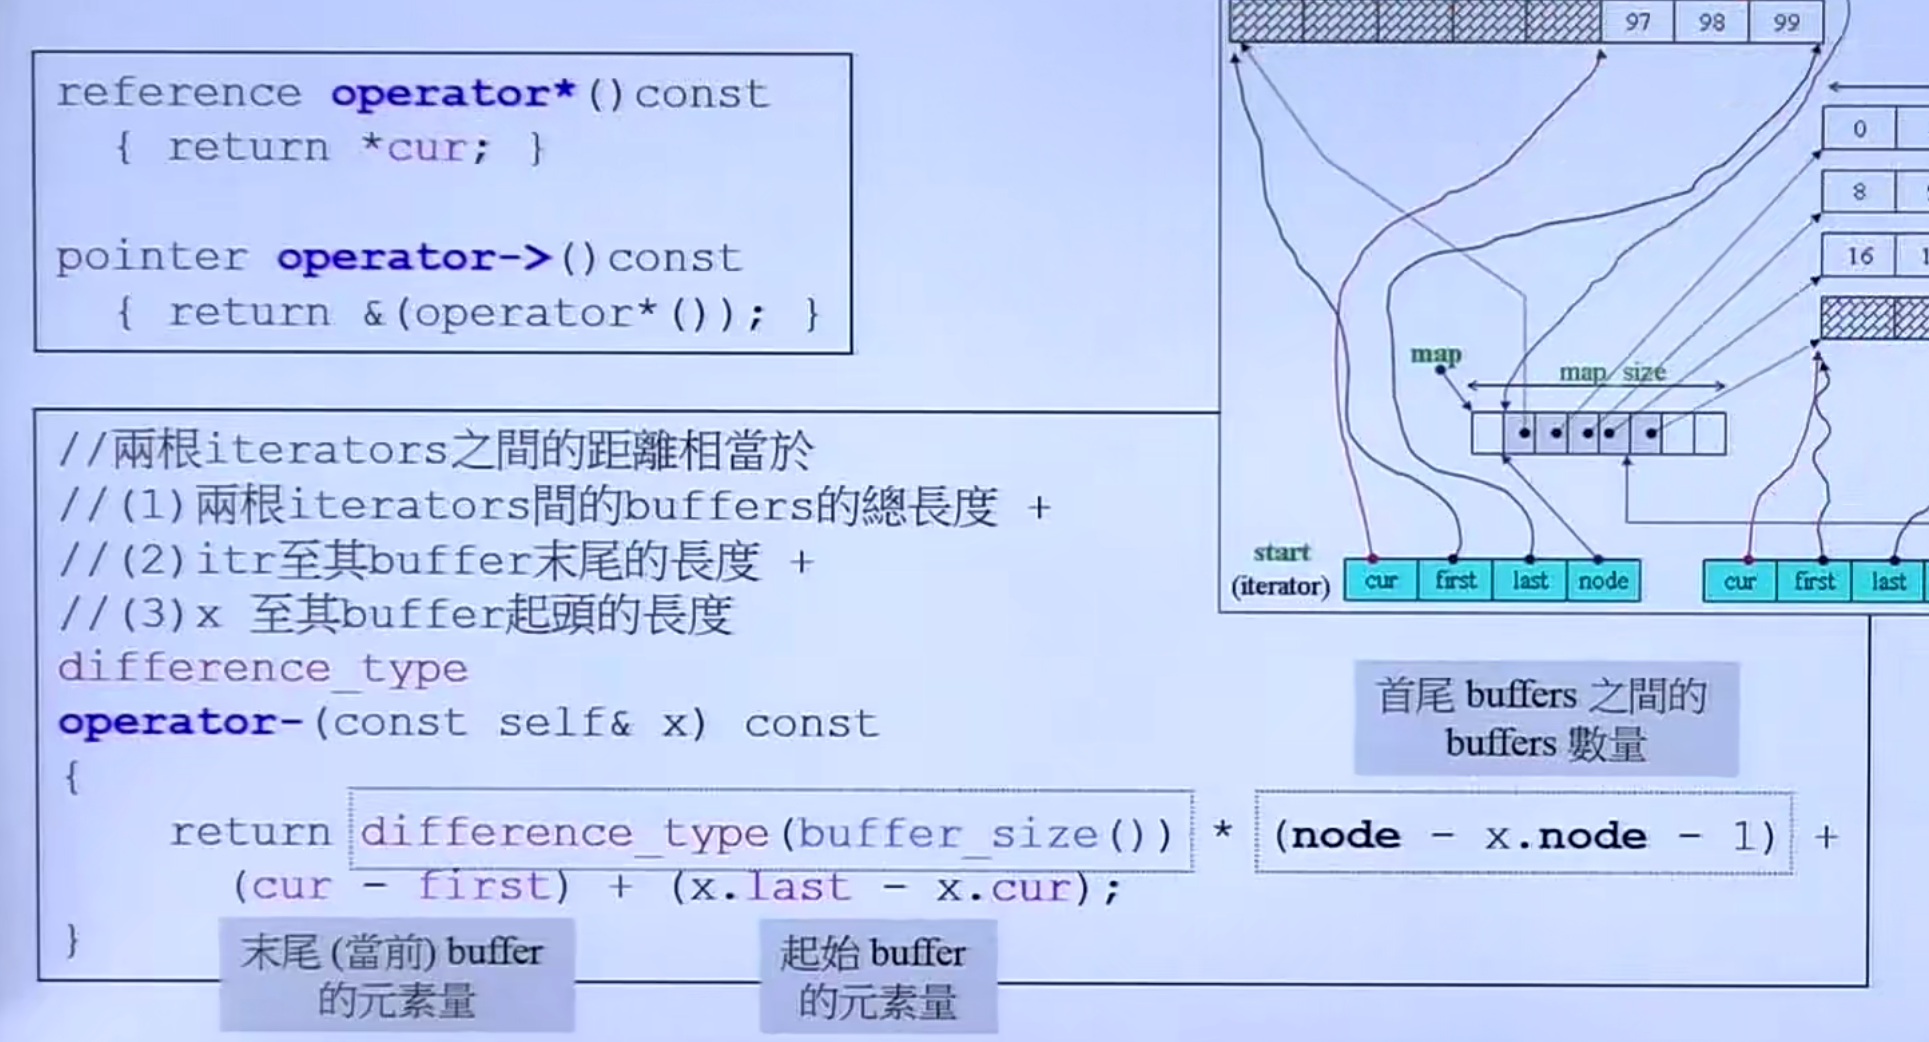 reference operator*()const
{ return *cur; }
pointer operator->()const
{ return &(operator*()); }
//兩根iterators之間的距離相當於
//(1)兩根iterators間的buffers的總長度 +
//(2)itr至其buffer末尾的長度 +
//(3)x 至其buffer起頭的長度
difference_type
operator-(const self& x) const
{
return difference_type(buffer_size()) * (node - x.node - 1) +
(cur - first) + (x.last - x.cur);
}
末尾 (當前) buffer
的元素量
起始 buffer
的元素量
首尾 buffers 之間的
buffers 數量
97 98 99
0
8
16
map
map_size
start
(iterator)
cur first last node
cur first last